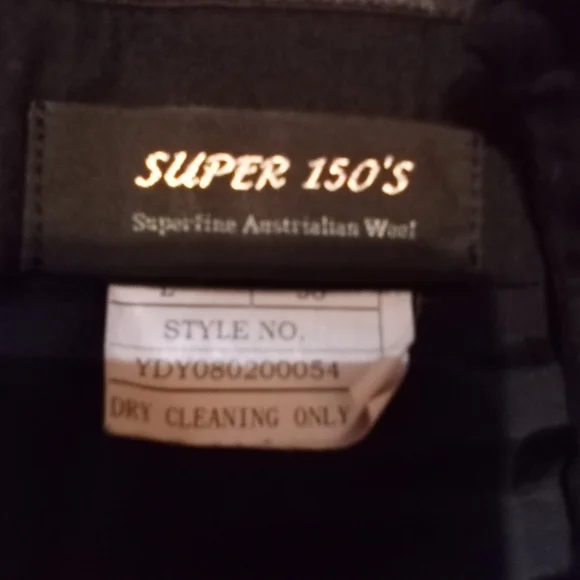 SUPER 150'S
Superfine Austrialian Wool
STYLE NO.
YDY080200054
DRY CLEANING ONLY